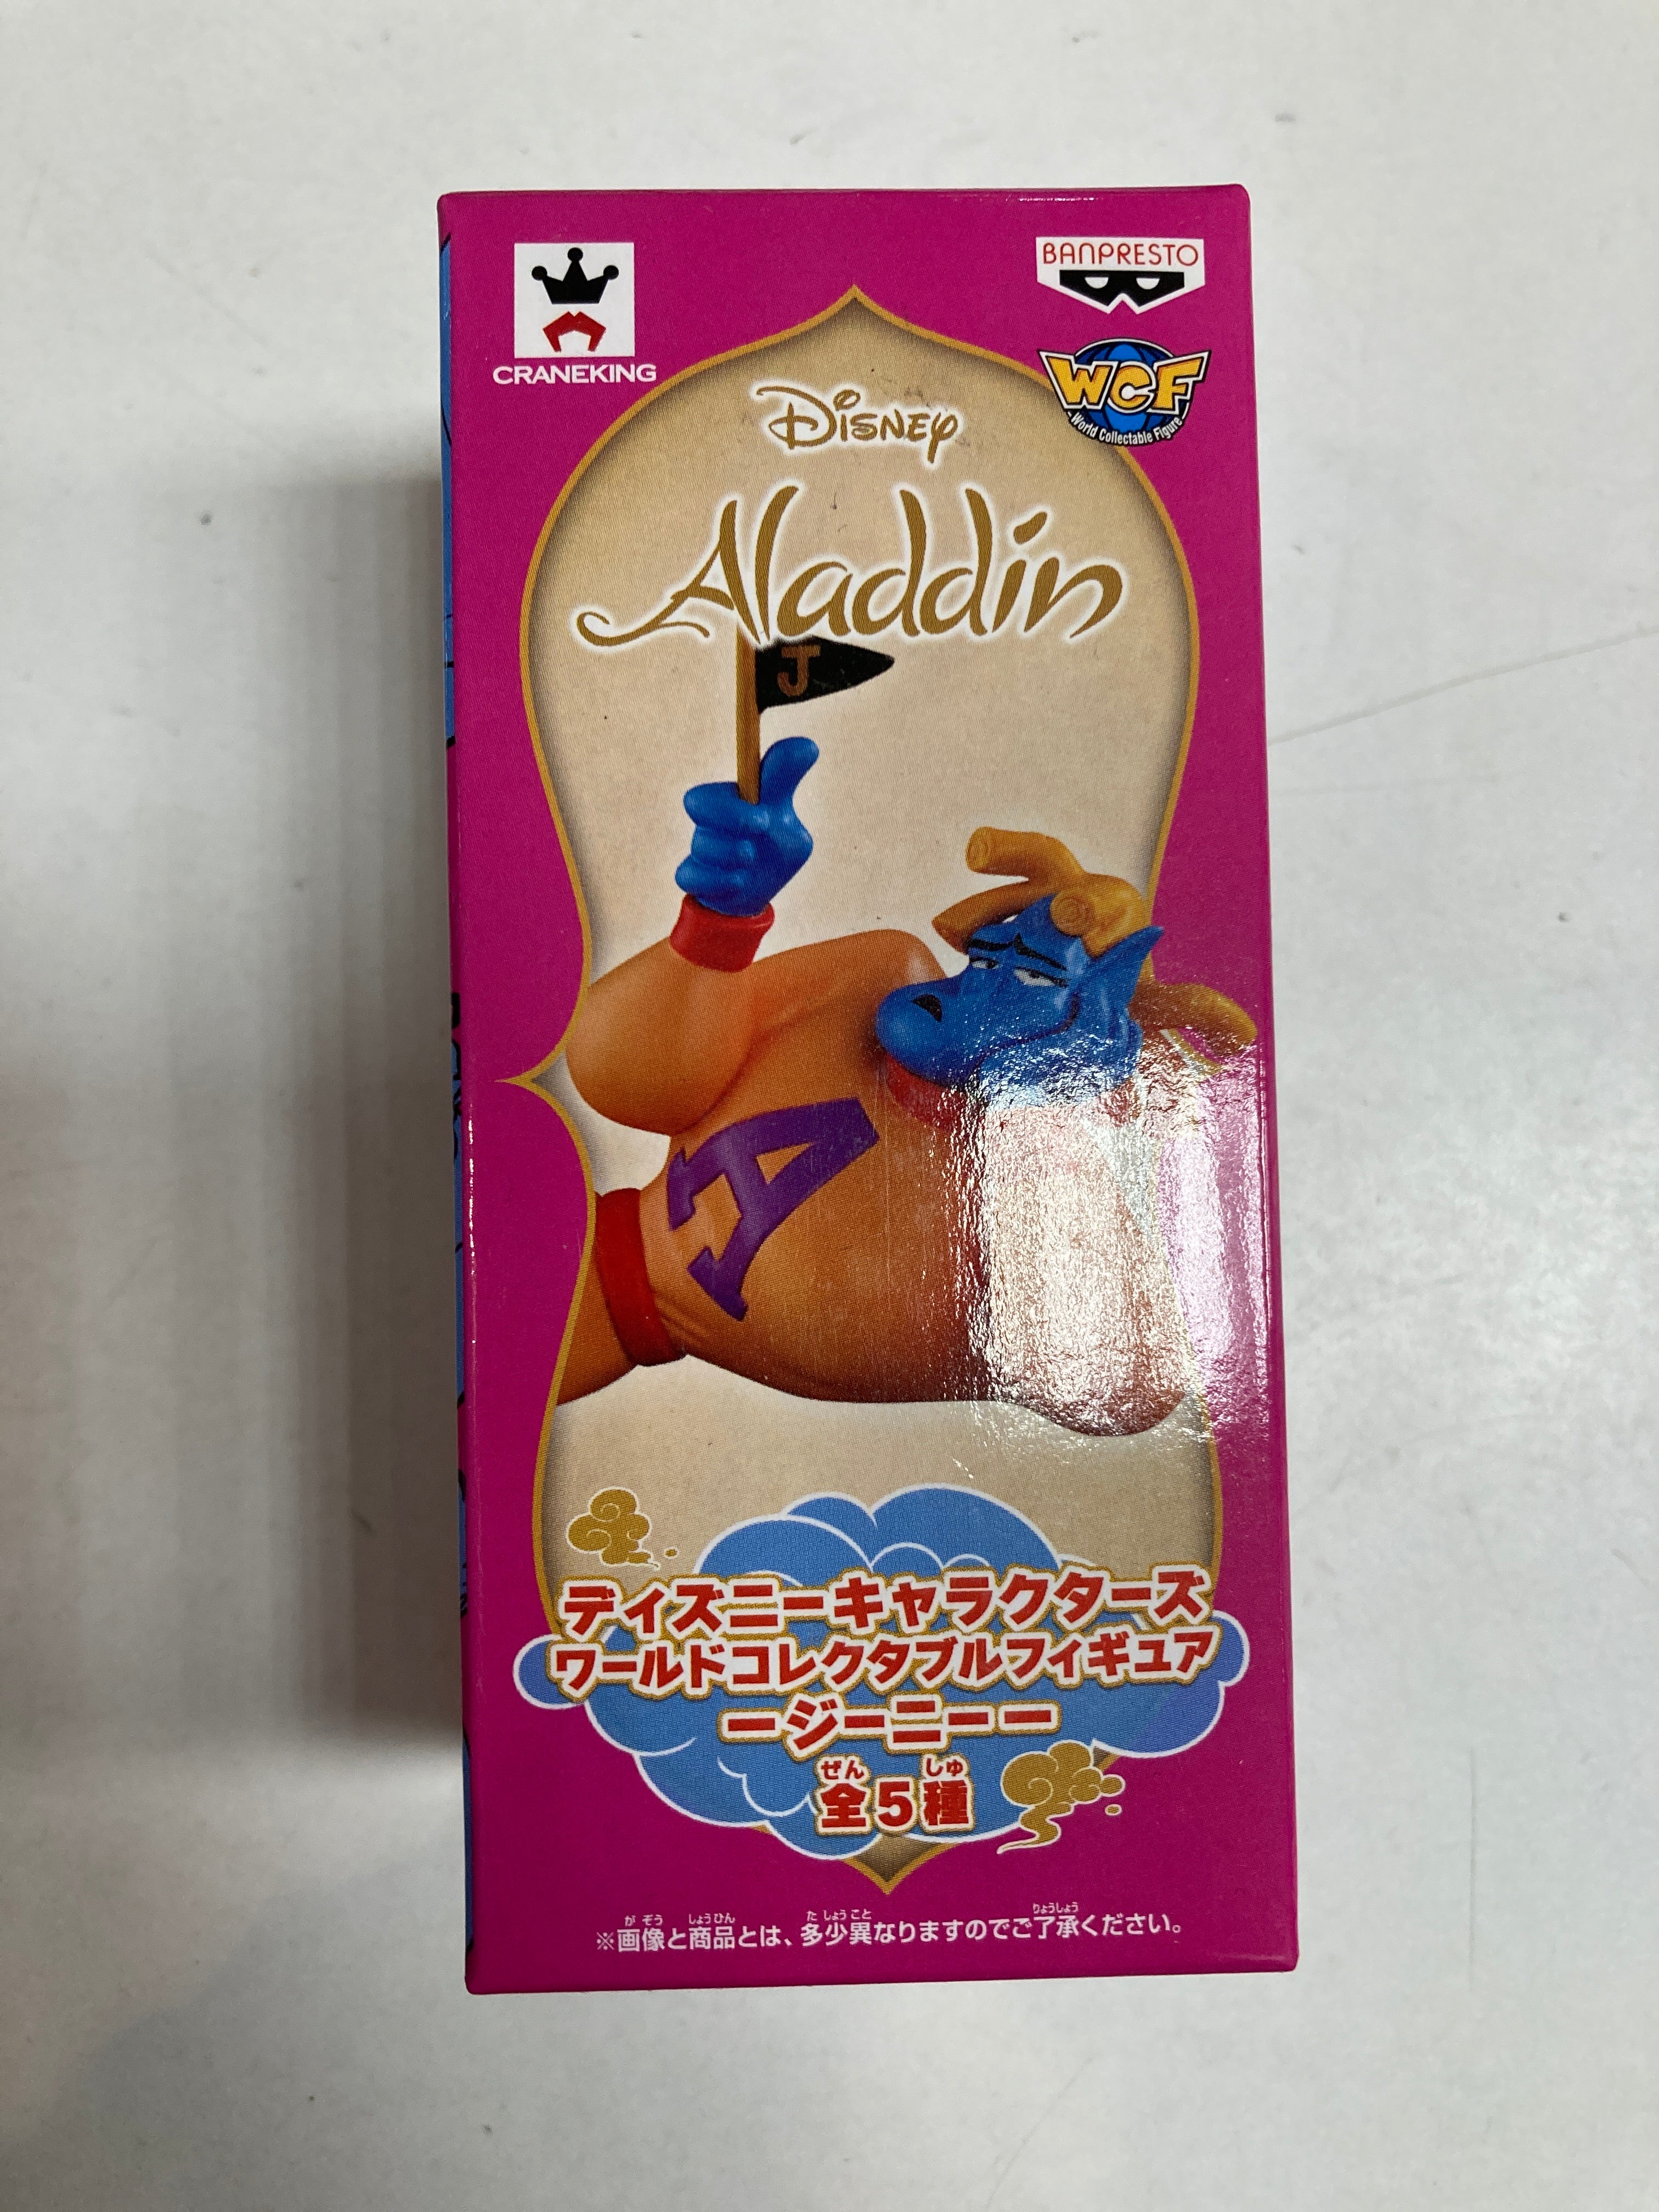 CRANEKING
BANPRESTO
WCF
World Collectable Figure
Disney
Aladdin
J
A
ディズニーキャラクターズ
ワールドコレクタブルフィギュア
ージーニーー
ぜん しゅ
全5種
が ぞう しょうひん た しょう こと りょうしょう
※画像と商品とは、多少異なりますのでご了承ください。